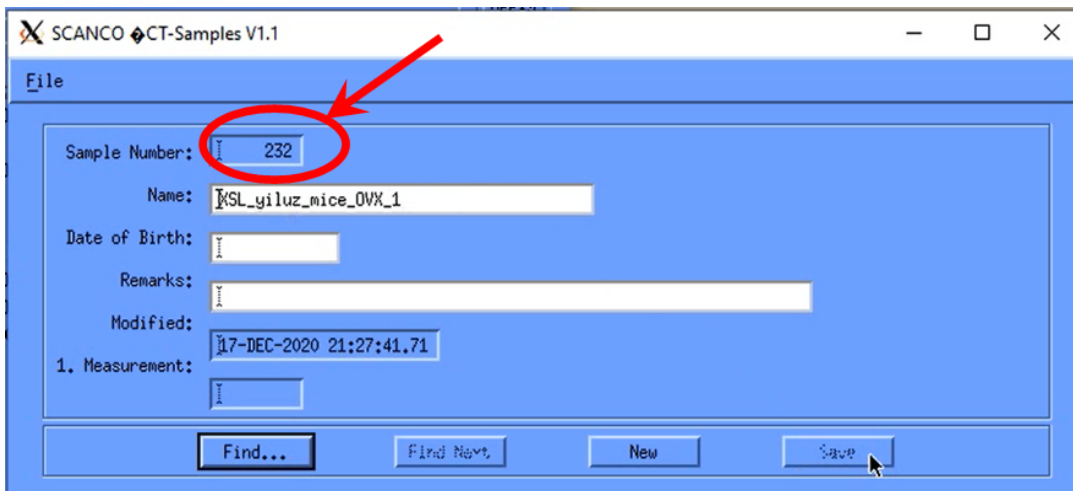 SCANCO �CT-Samples V1.1
File
Sample Number: 232
Name: XSL_yiluz_mice_OVX_1
Date of Birth:
Remarks:
Modified: 17-DEC-2020 21:27:41.71
1. Measurement:
Find... Find Next New Save